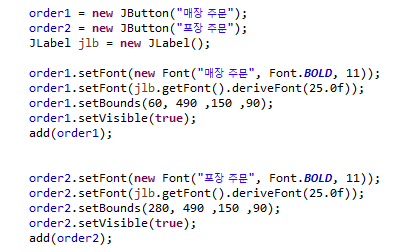 order1 = new JButton("매장 주문");
order2 = new JButton("포장 주문");
JLabel jlb = new JLabel();
order1.setFont(new Font("매장 주문", Font.BOLD, 11));
order1.setFont(jlb.getFont().deriveFont(25.0f));
order1.setBounds(60, 490 ,150 ,90);
order1.setVisible(true);
add(order1);
order2.setFont(new Font("포장 주문", Font.BOLD, 11));
order2.setFont(jlb.getFont().deriveFont(25.0f));
order2.setBounds(280, 490 ,150 ,90);
order2.setVisible(true);
add(order2);